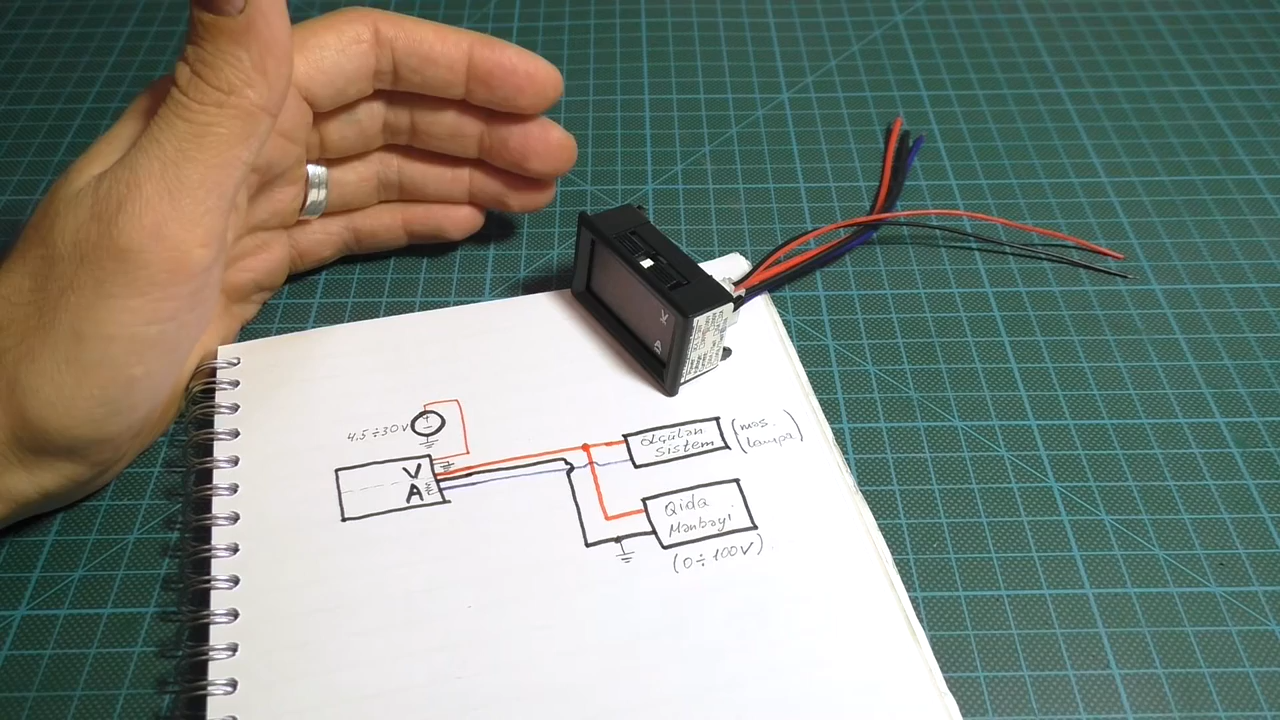 4.5÷30V
+
−
V
A
Ölçülən
sistem
(məs.
lampa)
Qida
Mənbəyi
(0÷100V)
V
A